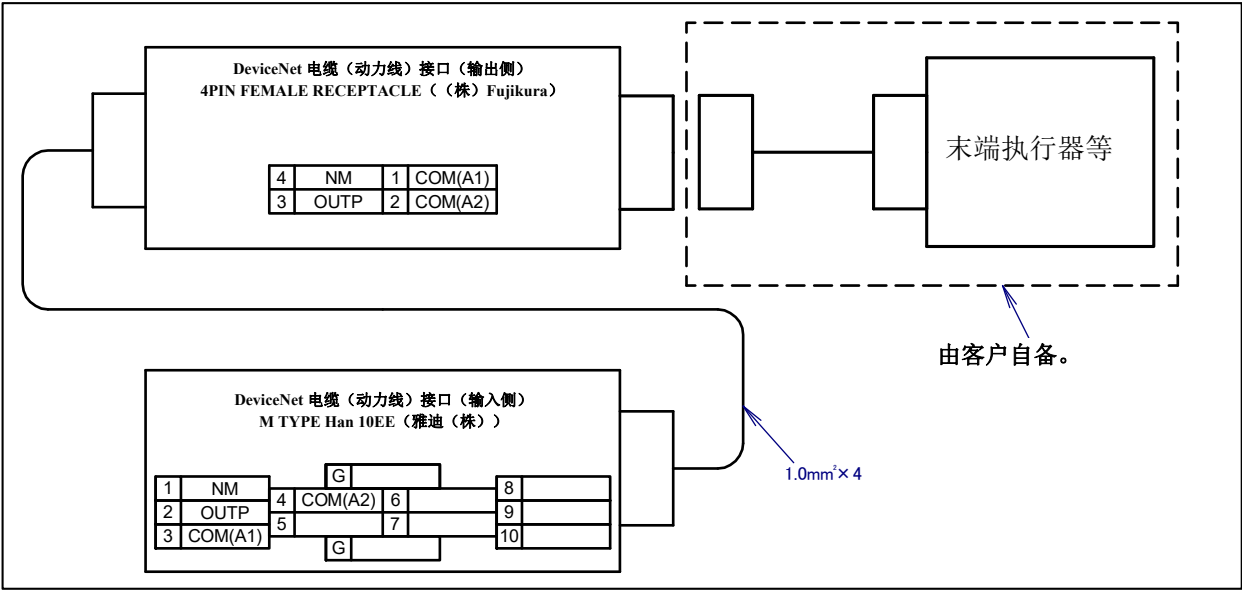 DeviceNet 电缆（动力线）接口（输出侧）
4PIN FEMALE RECEPTACLE（（株）Fujikura）
4 NM 1 COM(A1)
3 OUTP 2 COM(A2)
末端执行器等
由客户自备。
DeviceNet 电缆（动力线）接口（输入侧）
M TYPE Han 10EE（雅迪（株））
1.0mm²×4
G
1 NM
4 COM(A2) 6
8
2 OUTP
9
5 7
3 COM(A1)
10
G